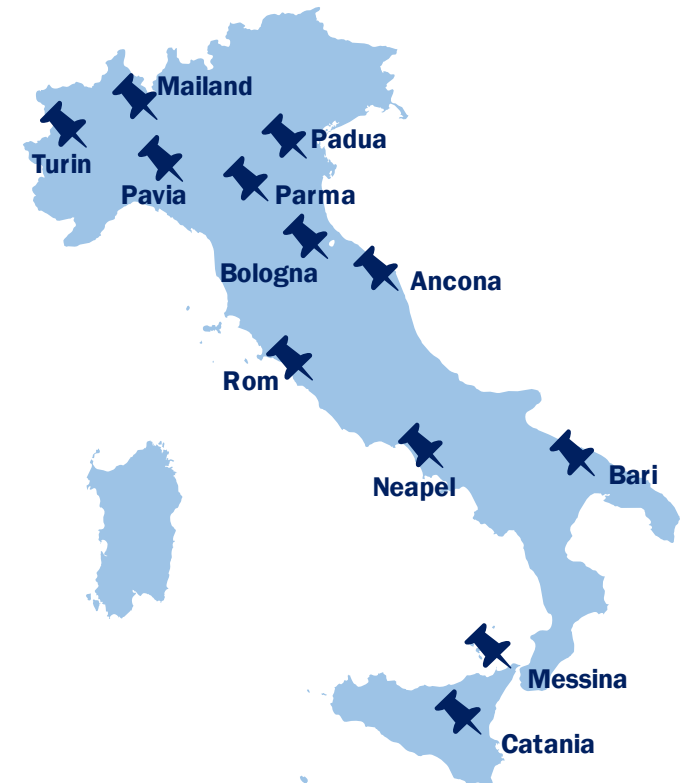 Mailand
Padua
Turin
Pavia
Parma
Bologna
Ancona
Rom
Bari
Neapel
Messina
Catania